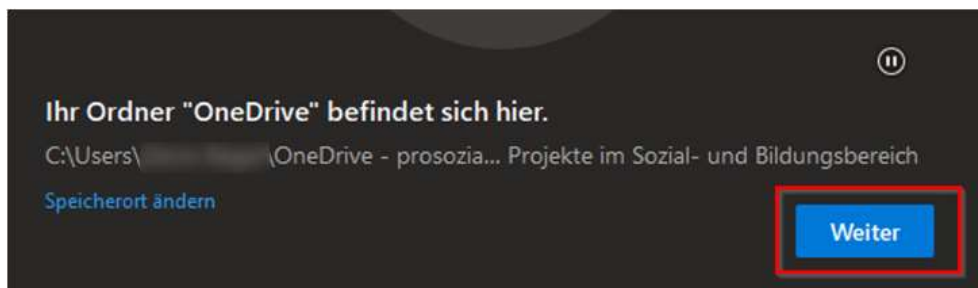 Ihr Ordner "OneDrive" befindet sich hier.
C:\Users\ \OneDrive - prosozia... Projekte im Sozial- und Bildungsbereich
Speicherort ändern
Weiter